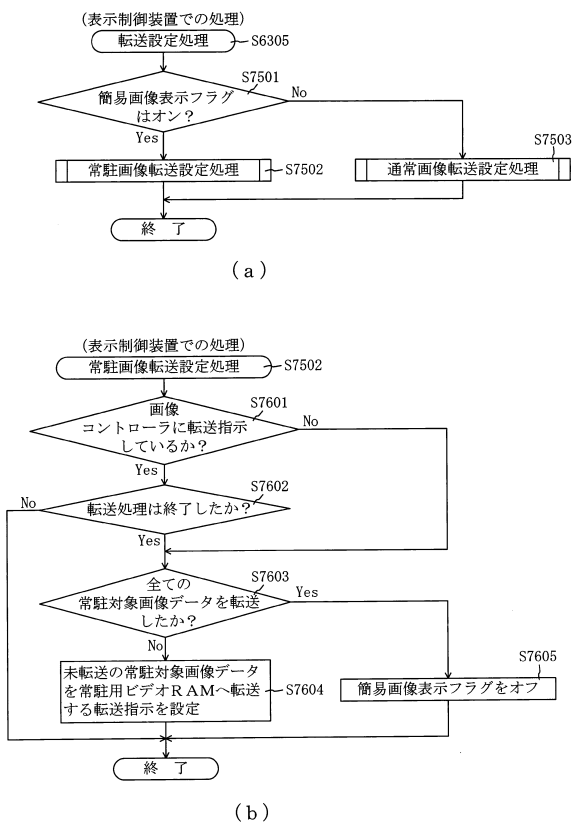 (表示制御装置での処理)
転送設定処理
S6305
S7501
簡易画像表示フラグ
はオン？
No
Yes
S7503
常駐画像転送設定処理
S7502
通常画像転送設定処理
終 了
(a)
(表示制御装置での処理)
常駐画像転送設定処理
S7502
S7601
画像
コントローラに転送指示
しているか？
No
Yes
S7602
No
転送処理は終了したか？
Yes
S7603
全ての
常駐対象画像データを転送
したか？
Yes
No
S7605
未転送の常駐対象画像データ
を常駐用ビデオＲＡＭへ転送
する転送指示を設定
S7604
簡易画像表示フラグをオフ
終 了
(b)